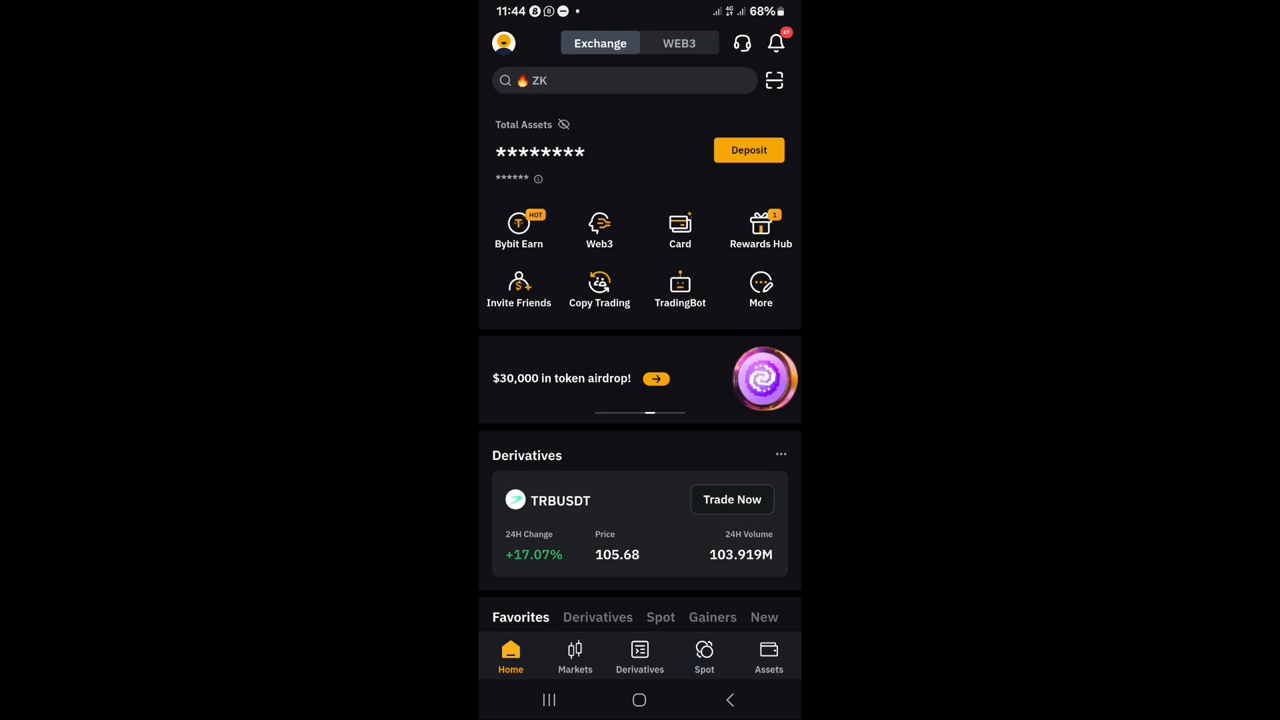 11:44 4G 68%
Exchange WEB3
ZK
Total Assets
********
Deposit
******
HOT 1
Bybit Earn Web3 Card Rewards Hub
Invite Friends Copy Trading TradingBot More
$30,000 in token airdrop!
Derivatives
TRBUSDT Trade Now
24H Change Price 24H Volume
+17.07% 105.68 103.919M
Favorites Derivatives Spot Gainers New
Home Markets Derivatives Spot Assets